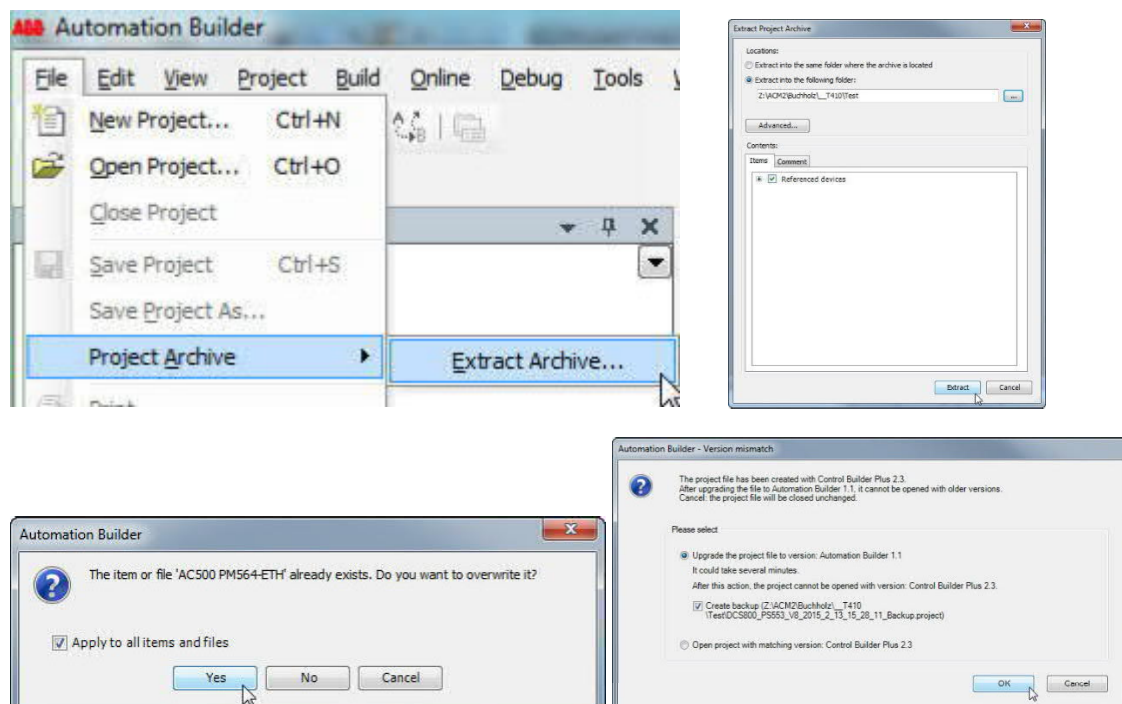 ABB Automation Builder
File Edit View Project Build Online Debug Tools
New Project... Ctrl+N
Open Project... Ctrl+O
Close Project
Save Project Ctrl+S
Save Project As...
Project Archive
Extract Archive...
Extract Project Archive
Locations:
Extract into the same folder where the archive is located
Extract into the following folder:
Z:\ACM2\Buchholz\__T410\Test
...
Advanced...
Contents:
Items Comment
Referenced devices
Extract Cancel
Automation Builder
The item or file 'AC500 PM564-ETH' already exists. Do you want to overwrite it?
Apply to all items and files
Yes No Cancel
Automation Builder - Version mismatch
The project file has been created with Control Builder Plus 2.3.
After upgrading the file to Automation Builder 1.1, it cannot be opened with older versions.
Cancel: the project file will be closed unchanged.
Please select
Upgrade the project file to version: Automation Builder 1.1
It could take several minutes.
After this action, the project cannot be opened with version: Control Builder Plus 2.3.
Create backup (Z:\ACM2\Buchholz\__T410
\Test\DCS800_PS553_V8_2015_2_13_15_28_11_Backup.project)
Open project with matching version: Control Builder Plus 2.3
OK Cancel